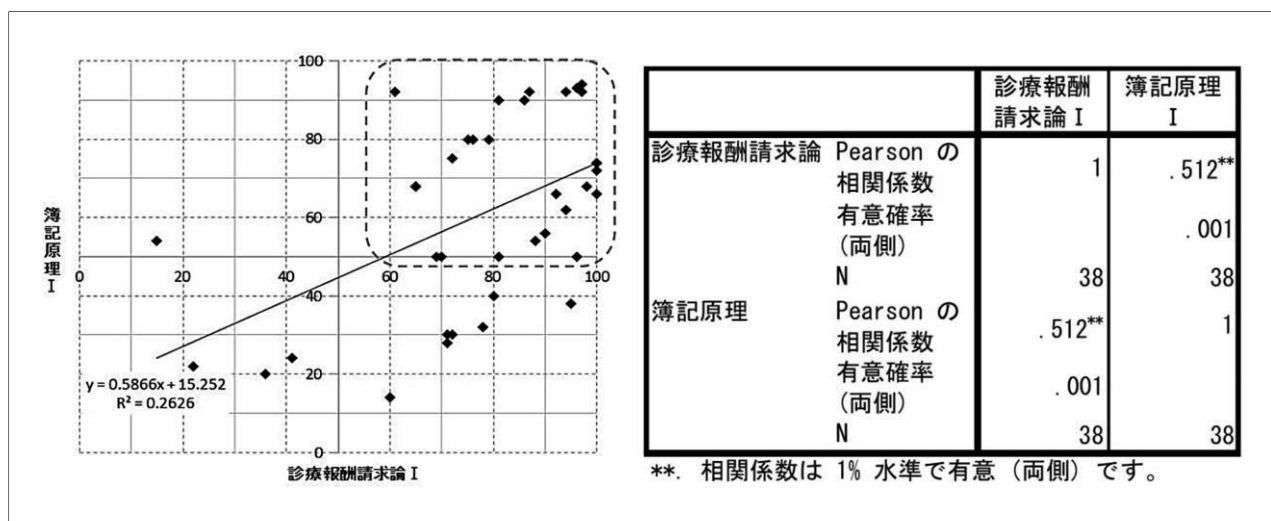 100
80
60
40
20
0
0
20
40
60
80
100
簿記原理Ⅰ
y = 0.5866x + 15.252
R² = 0.2626
診療報酬請求論Ⅰ
診療報酬請求論Ⅰ
簿記原理Ⅰ
診療報酬請求論 Pearson の相関係数 1 .512**
有意確率(両側) .001
N 38 38
簿記原理 Pearson の相関係数 .512** 1
有意確率(両側) .001
N 38 38
**. 相関係数は 1% 水準で有意 (両側) です。